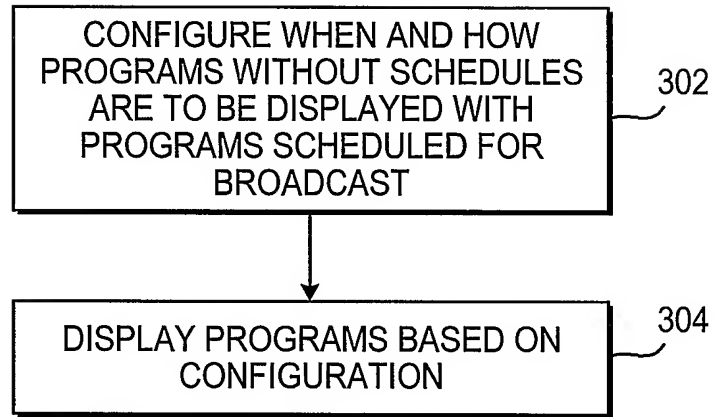 CONFIGURE WHEN AND HOW
PROGRAMS WITHOUT SCHEDULES
ARE TO BE DISPLAYED WITH
PROGRAMS SCHEDULED FOR
BROADCAST
302
DISPLAY PROGRAMS BASED ON
CONFIGURATION
304